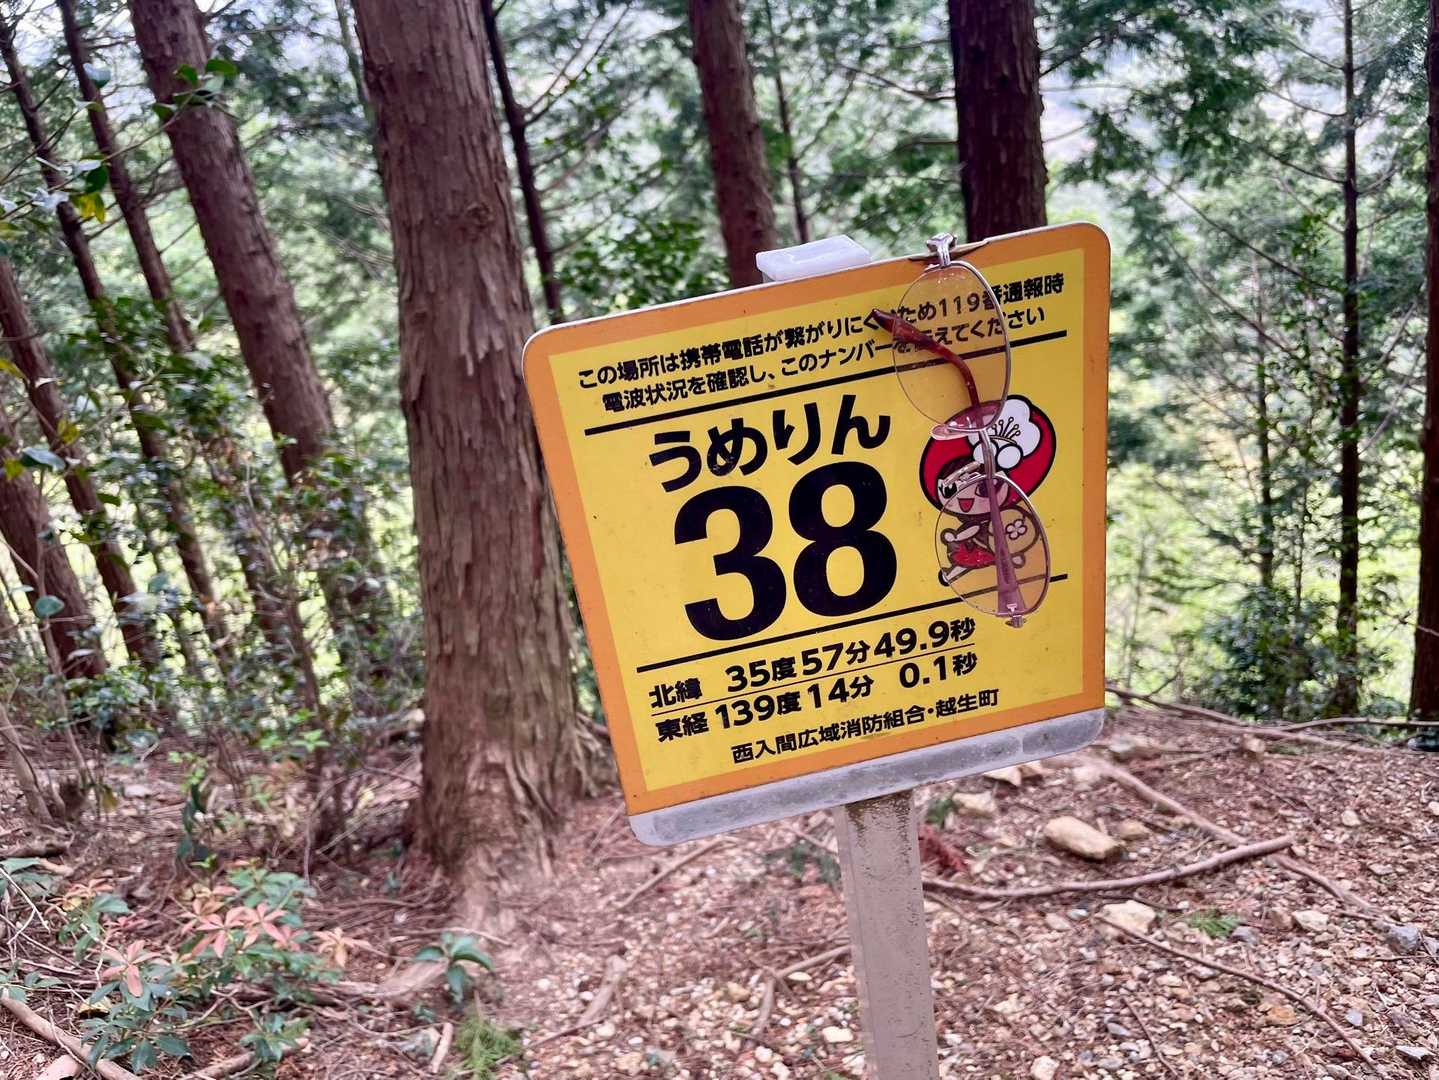 この場所は携帯電話が繋がりにくいため119番通報時
電波状況を確認し、このナンバーを伝えてください
うめりん
38
北緯 35度57分49.9秒
東経 139度14分 0.1秒
西入間広域消防組合・越生町